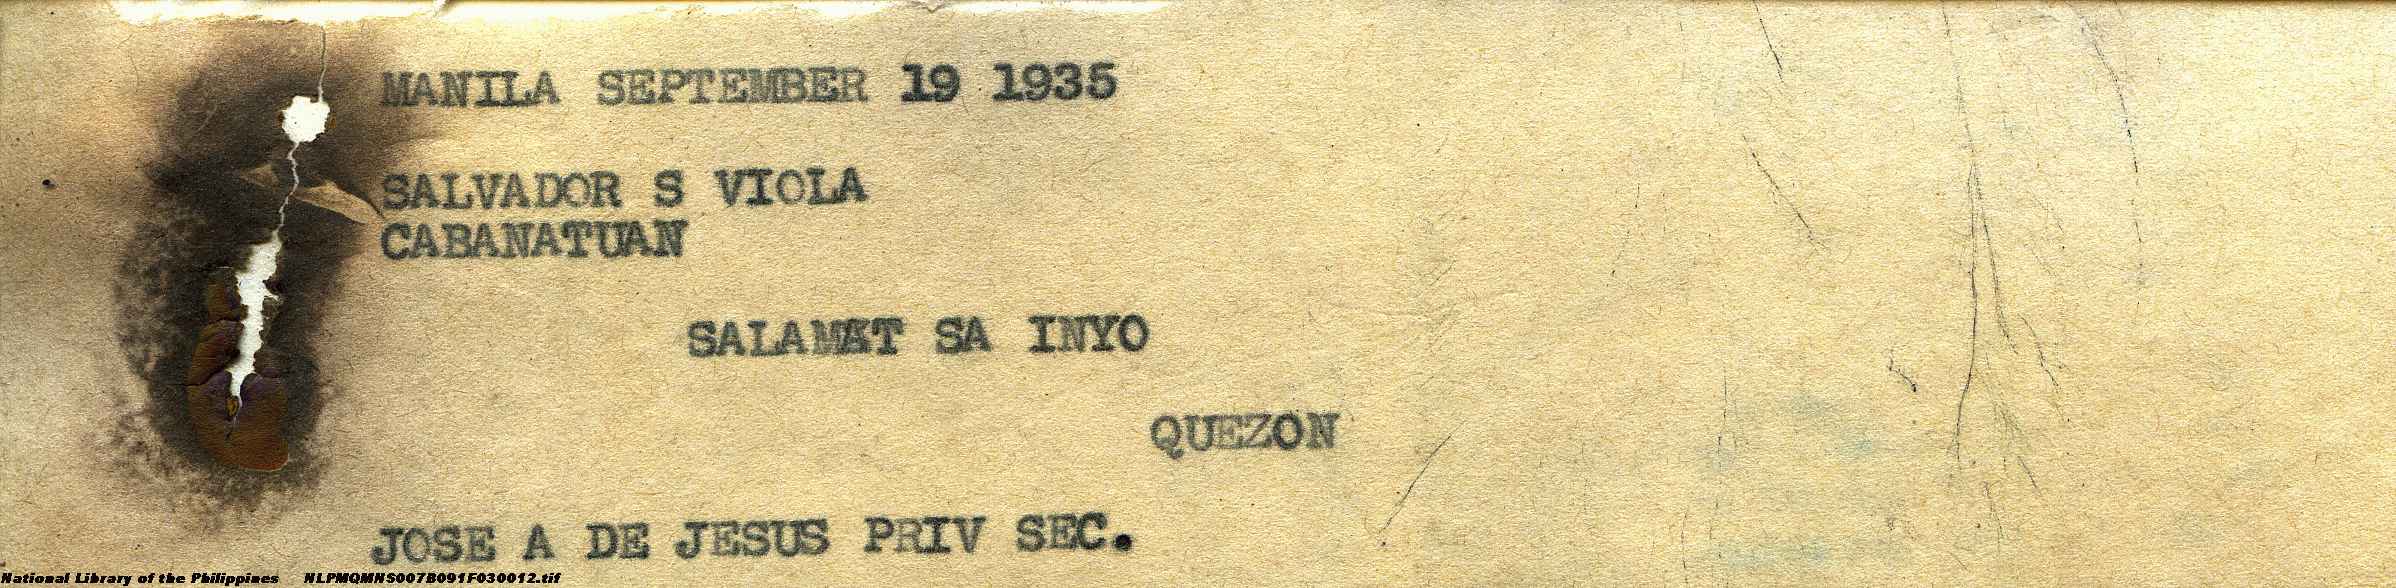 MANILA SEPTEMBER 19 1935
SALVADOR S VIOLA
CABANATUAN
SALAMAT SA INYO
QUEZON
JOSE A DE JESUS PRIV SEC.
National Library of the Philippines NLPMQMNS007B091F030012.tif